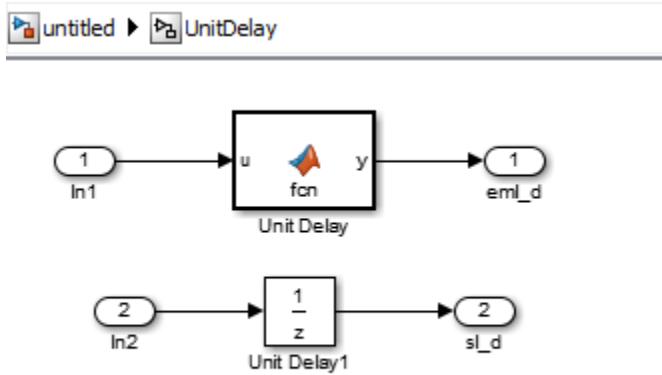 untitled UnitDelay
1 u fcn y 1
In1 eml_d
Unit Delay
2 1 2
z
In2 sl_d
Unit Delay1